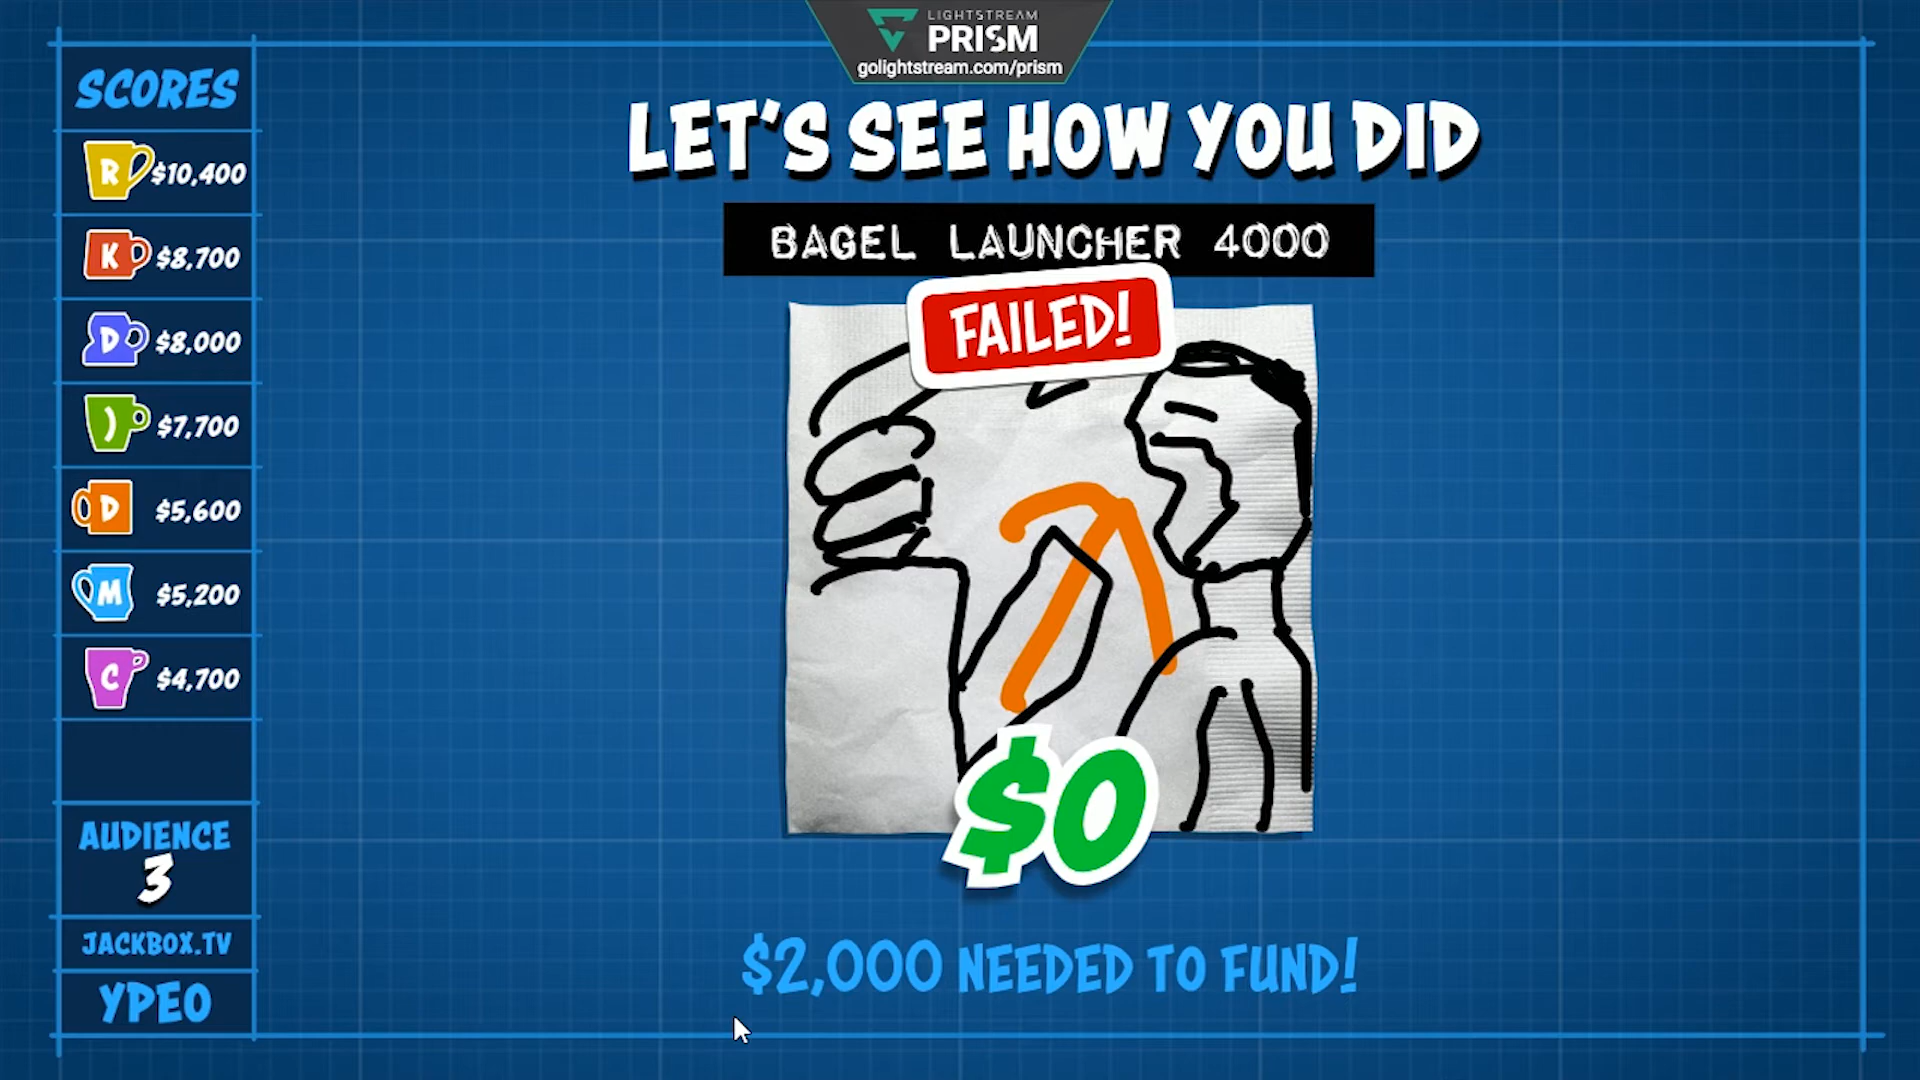 LIGHTSTREAM
PRISM
golightstream.com/prism
SCORES
R $10,400
K $8,700
D $8,000
) $7,700
D $5,600
M $5,200
C $4,700
AUDIENCE
3
JACKBOX.TV
YPEO
LET'S SEE HOW YOU DID
BAGEL LAUNCHER 4000
FAILED!
$0
$2,000 NEEDED TO FUND!